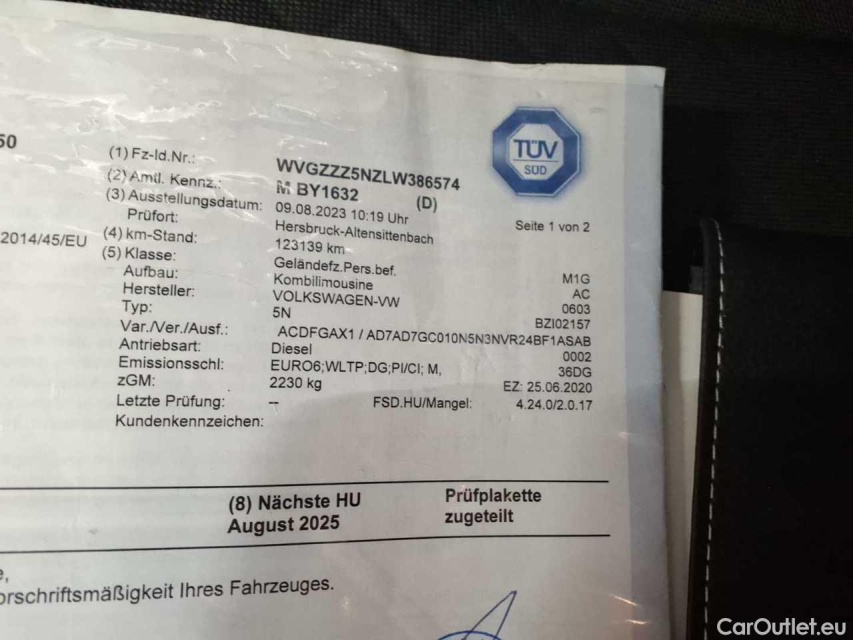 50
TÜV
SÜD
(1) Fz-Id.Nr.: WVGZZZ5NZLW386574
(2) Amtl. Kennz.: M BY1632 (D)
(3) Ausstellungsdatum: 09.08.2023 10:19 Uhr Seite 1 von 2
Prüfort: Hersbruck-Altensittenbach
2014/45/EU (4) km-Stand: 123139 km
(5) Klasse: Geländefz.Pers.bef. M1G
Aufbau: Kombilimousine AC
Hersteller: VOLKSWAGEN-VW 0603
Typ: 5N BZI02157
Var./Ver./Ausf.: ACDFGAX1 / AD7AD7GC010N5N3NVR24BF1ASAB
Antriebsart: Diesel 0002
Emissionsschl: EURO6;WLTP;DG;PI/CI; M, 36DG
zGM: 2230 kg EZ: 25.06.2020
Letzte Prüfung: -- FSD.HU/Mangel: 4.24.0/2.0.17
Kundenkennzeichen:
(8) Nächste HU Prüfplakette
August 2025 zugeteilt
orschriftsmäßigkeit Ihres Fahrzeuges.
CarOutlet.eu